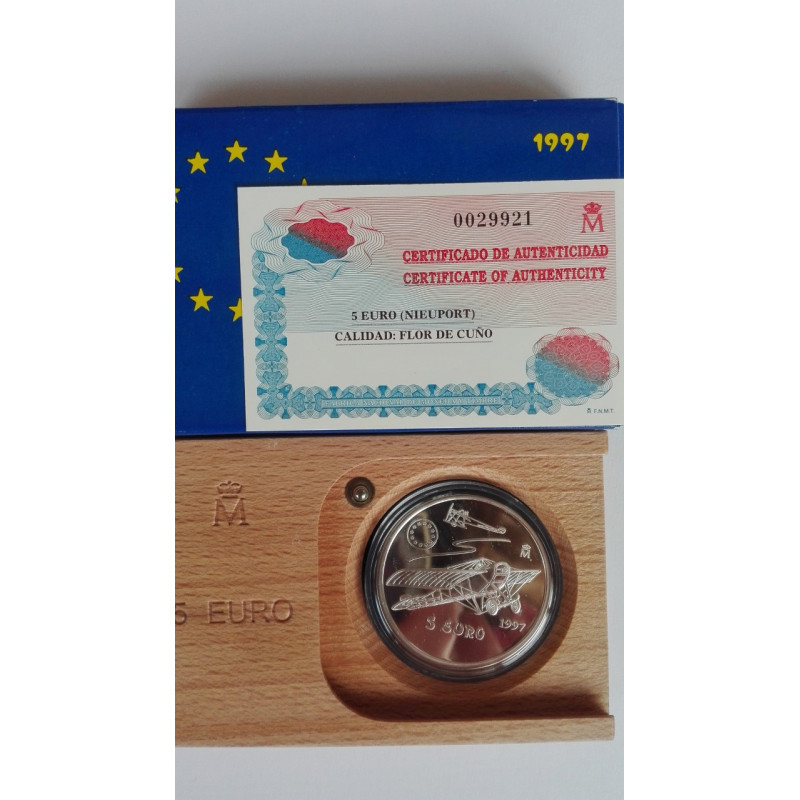 1997
0029921
M
CERTIFICADO DE AUTENTICIDAD
CERTIFICATE OF AUTHENTICITY
5 EURO (NIEUPORT)
CALIDAD: FLOR DE CUÑO
F.N.M.T.
M
5 EURO
M
5 EURO
1997